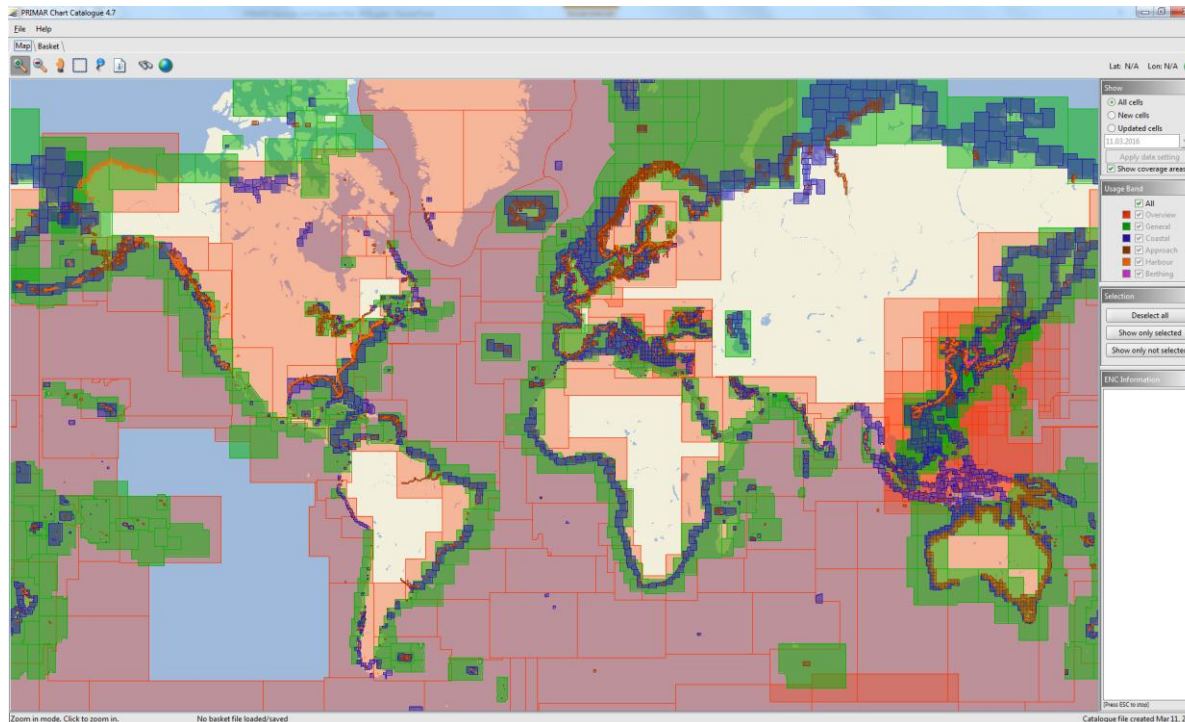 PRIMAR Chart Catalogue 4.7
File Help
Map Basket
Lat: N/A Lon: N/A
Show
All cells
New cells
Updated cells
11.03.2016
Apply date setting
Show coverage areas
Usage Band
All
Overview
General
Coastal
Approach
Harbour
Berthing
Selection
Deselect all
Show only selected
Show only not selected
ENC Information
[Press ESC to stop]
Zoom in mode. Click to zoom in. No basket file loaded/saved Catalogue file created Mar 11, 2